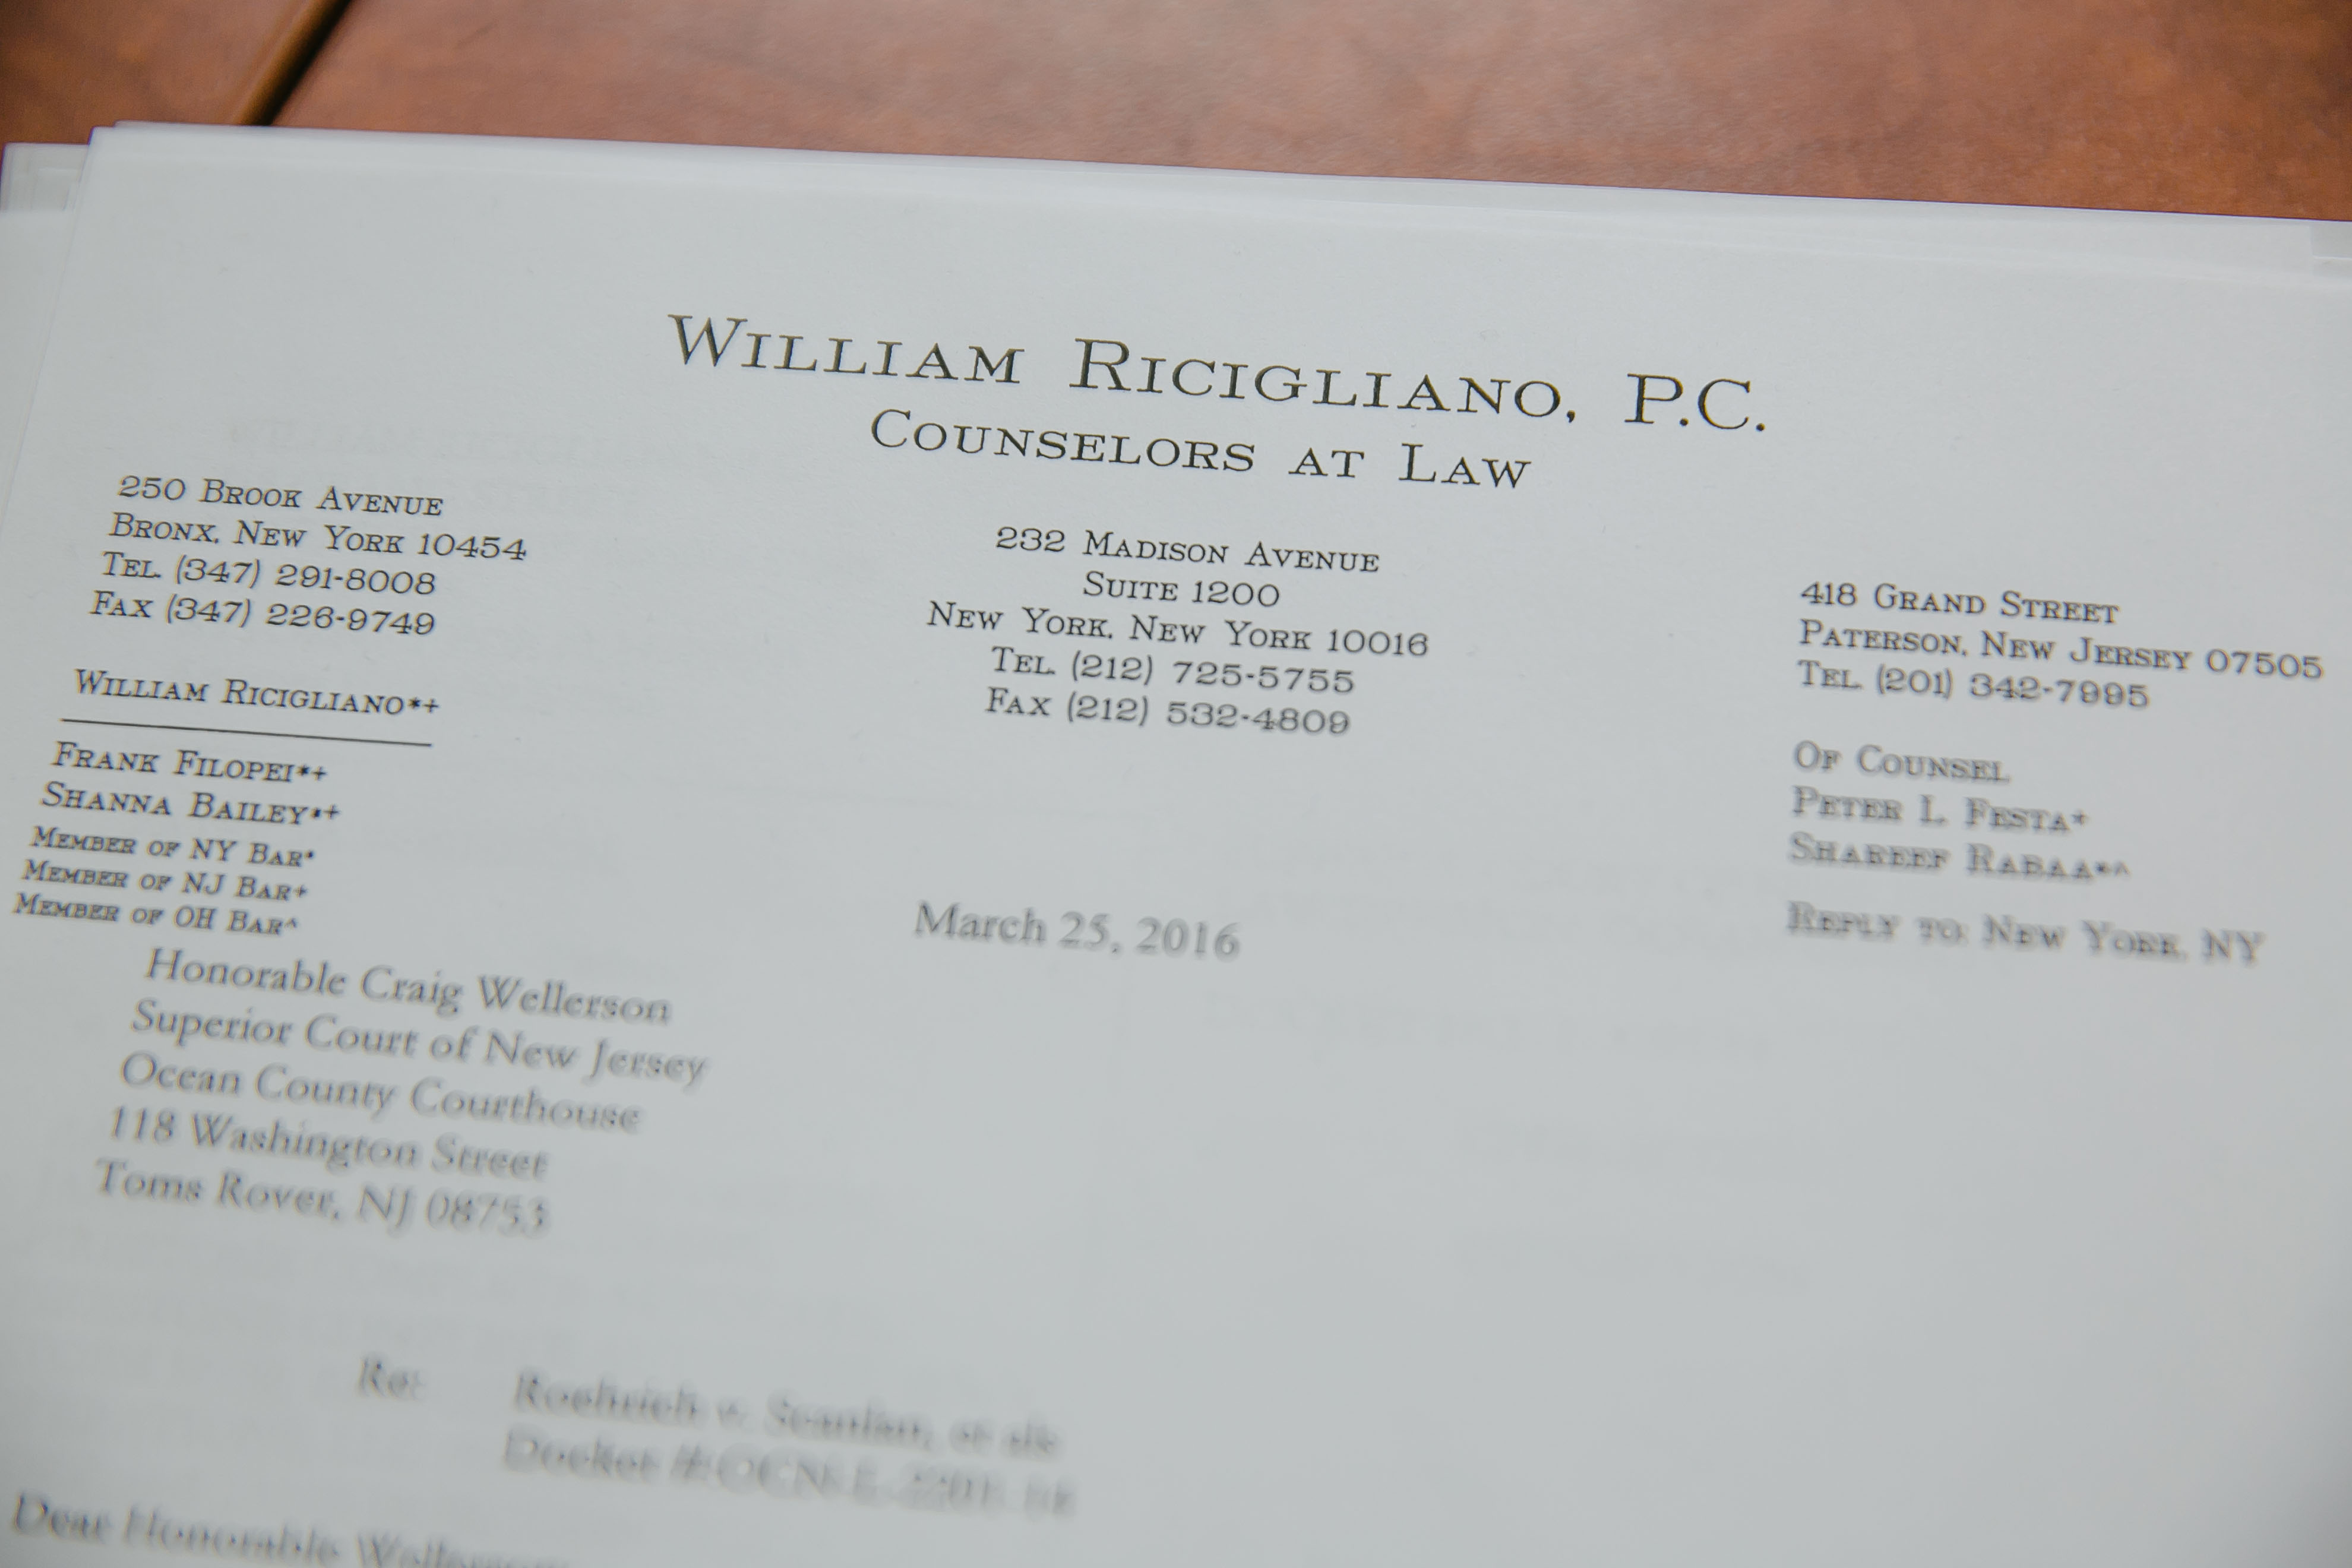 WILLIAM RICIGLIANO, P.C.
COUNSELORS AT LAW
250 BROOK AVENUE
BRONX, NEW YORK 10454
TEL. (347) 291-8008
FAX (347) 226-9749
WILLIAM RICIGLIANO*+
FRANK FILOPEI*+
SHANNA BAILEY*+
MEMBER OF NY BAR*
MEMBER OF NJ BAR+
MEMBER OF OH BAR^
232 MADISON AVENUE
SUITE 1200
NEW YORK, NEW YORK 10016
TEL. (212) 725-5755
FAX (212) 532-4809
418 GRAND STREET
PATERSON, NEW JERSEY 07505
TEL. (201) 342-7995
OF COUNSEL
PETER L. FESTA+
SHAREEF RABAA*^
REPLY TO: NEW YORK, NY
March 25, 2016
Honorable Craig Wellerson
Superior Court of New Jersey
Ocean County Courthouse
118 Washington Street
Toms Rover, NJ 08753
Re: Roehrich v. Scanlan, et als
Docket
Dear Honorable Wellerson